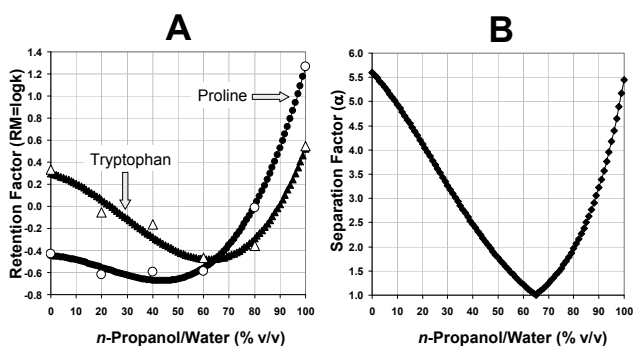 A
Retention Factor (RM=logk)
1.4
1.2
1.0
0.8
0.6
0.4
0.2
0.0
-0.2
-0.4
-0.6
-0.8
Proline
Tryptophan
0 10 20 30 40 50 60 70 80 90 100
n-Propanol/Water (% v/v)
B
Separation Factor (α)
6.0
5.5
5.0
4.5
4.0
3.5
3.0
2.5
2.0
1.5
1.0
0 10 20 30 40 50 60 70 80 90 100
n-Propanol/Water (% v/v)